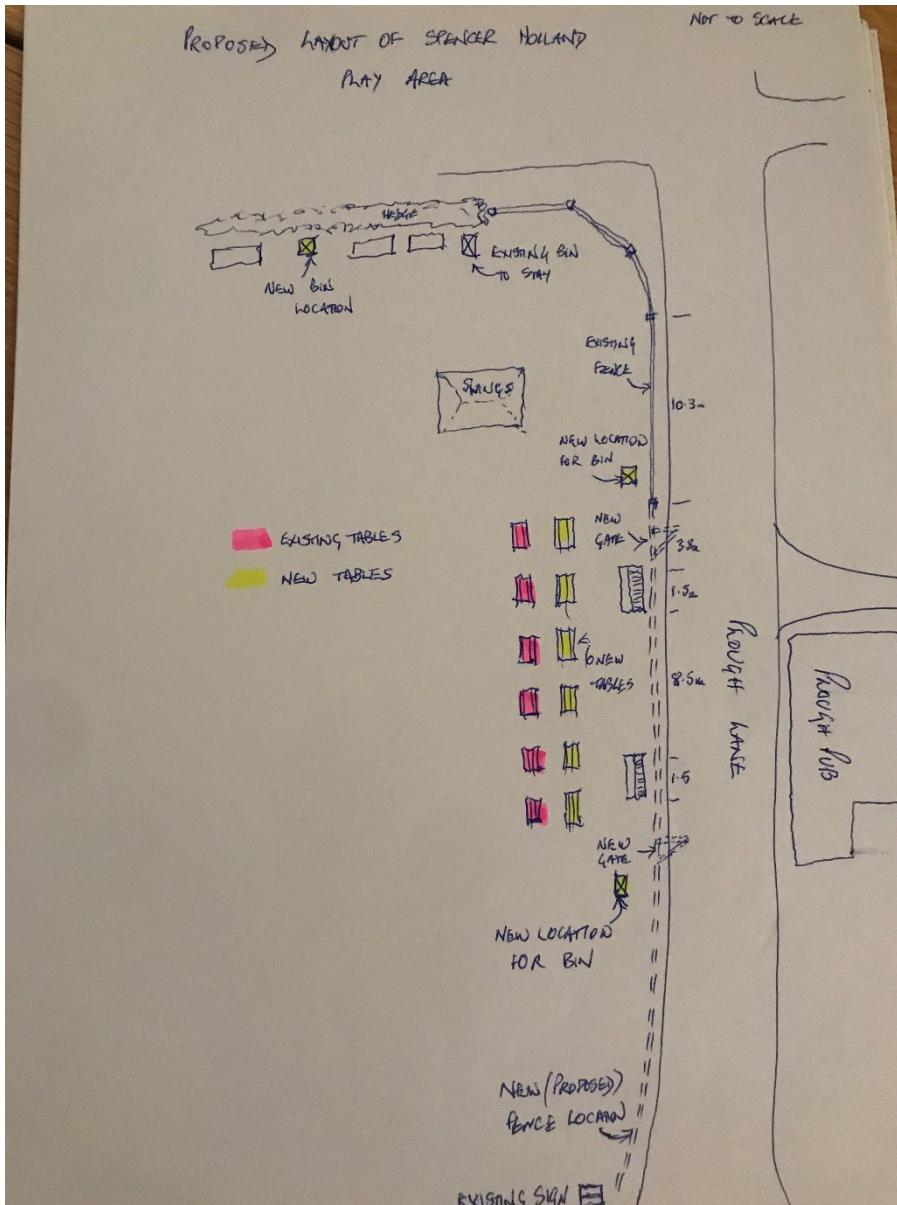 NOT TO SCALE
PROPOSED LAYOUT OF SPENCER HOLLAND
PLAY AREA
HEDGE
NEW BIN
LOCATION
EXISTING BIN
TO STAY
EXISTING
FENCE
SWINGS
10.3m
NEW LOCATION
FOR BIN
NEW
GATE
3.8m
EXISTING TABLES
NEW TABLES
1.5m
6 NEW
TABLES
8.5m
PLOUGH LANE
PLOUGH PUB
1.5
NEW
GATE
NEW LOCATION
FOR BIN
NEW (PROPOSED)
FENCE LOCATION
EXISTING SIGN